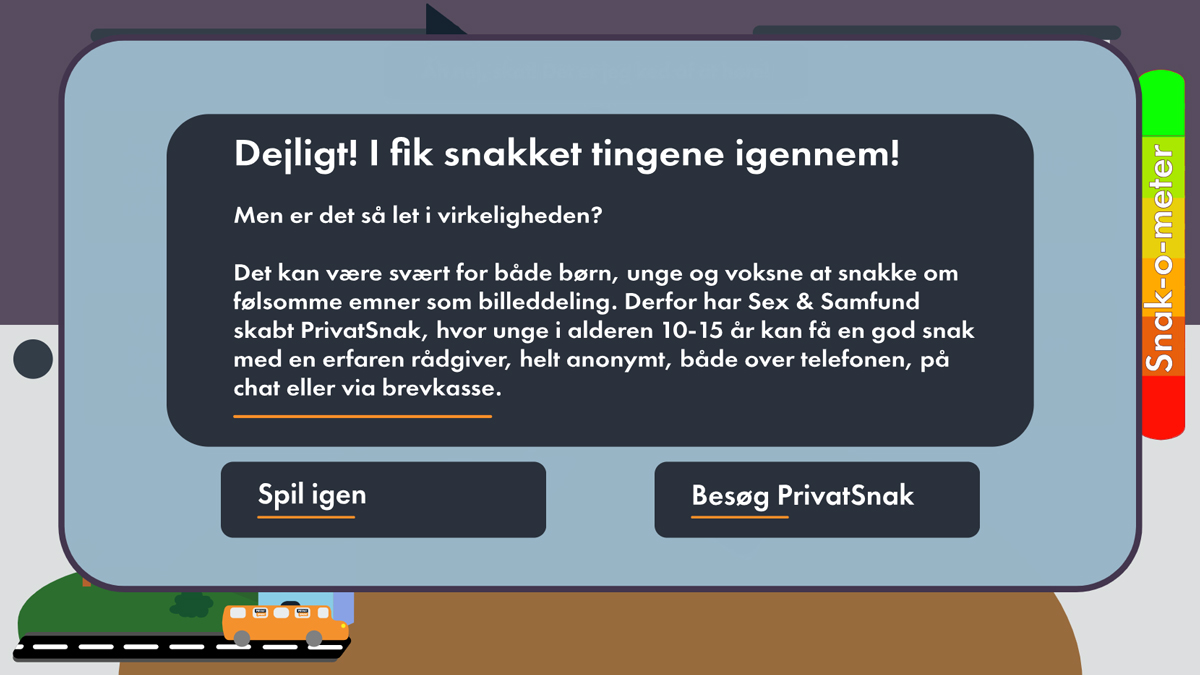 Dejligt! I fik snakket tingene igennem!
Men er det så let i virkeligheden?
Det kan være svært for både børn, unge og voksne at snakke om
følsomme emner som billeddeling. Derfor har Sex & Samfund
skabt PrivatSnak, hvor unge i alderen 10-15 år kan få en god snak
med en erfaren rådgiver, helt anonymt, både over telefonen, på
chat eller via brevkasse.
Spil igen
Besøg PrivatSnak
Snak-o-meter